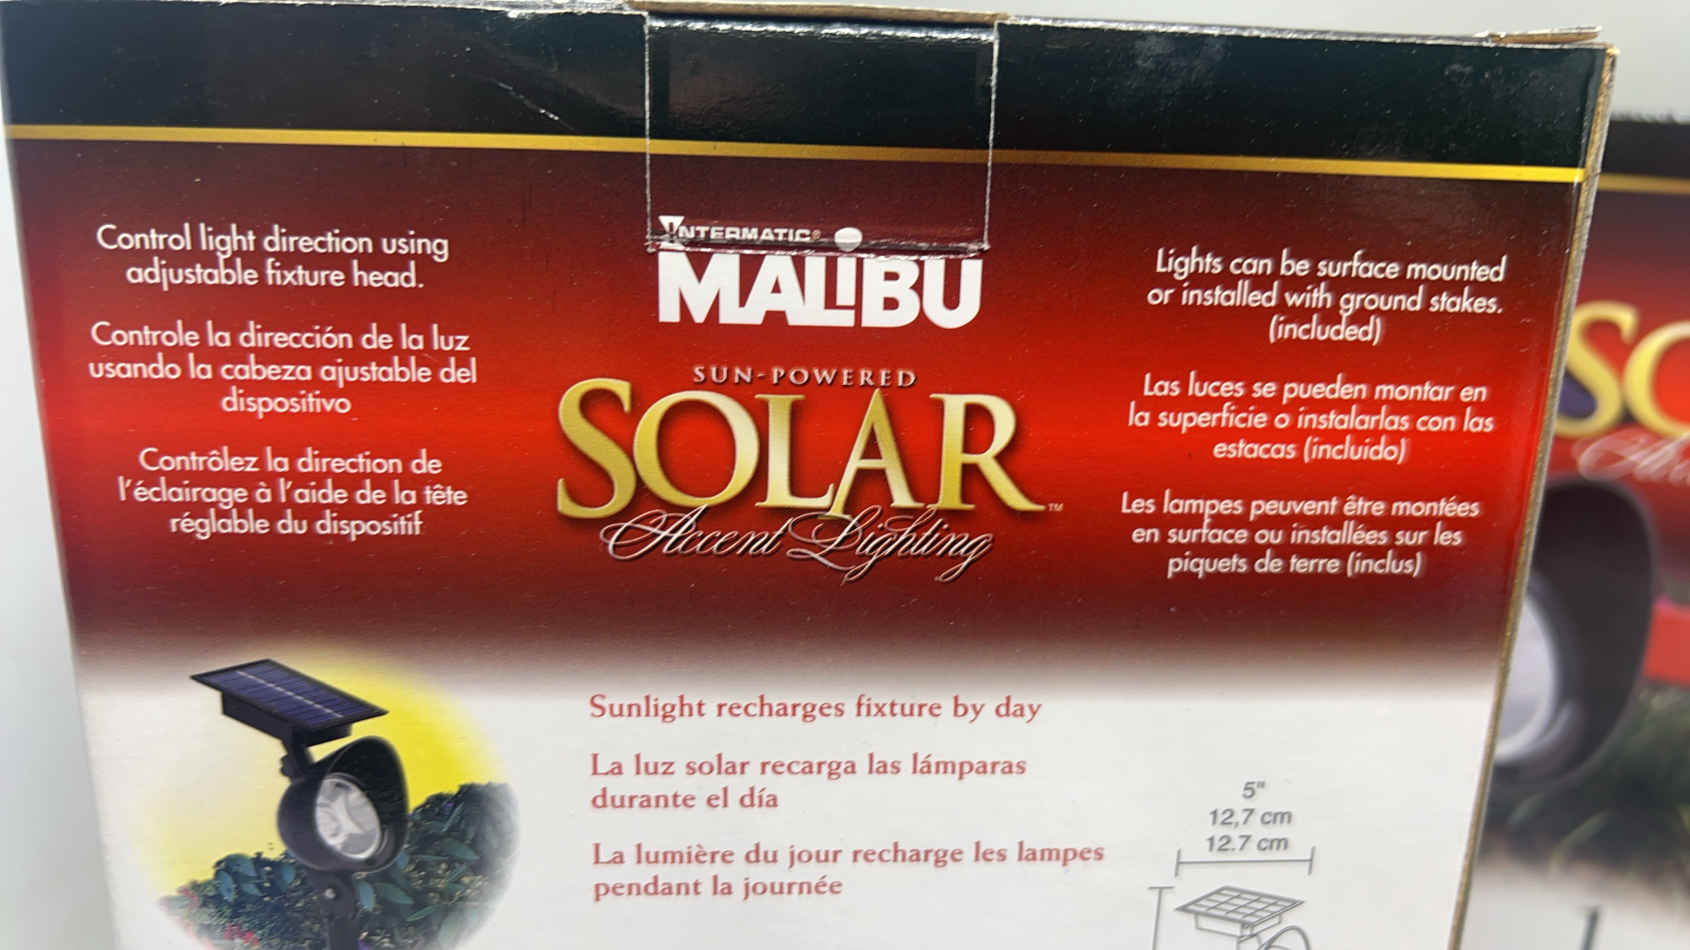 Control light direction using
adjustable fixture head.
Controle la dirección de la luz
usando la cabeza ajustable del
dispositivo
Contrôlez la direction de
l'éclairage à l'aide de la tête
réglable du dispositif
INTERMATIC®
MALIBU
SUN-POWERED
SOLAR™
Accent Lighting
Lights can be surface mounted
or installed with ground stakes.
(included)
Las luces se pueden montar en
la superficie o instalarlas con las
estacas (incluido)
Les lampes peuvent être montées
en surface ou installées sur les
piquets de terre (inclus)
Sunlight recharges fixture by day
La luz solar recarga las lámparas
durante el día
La lumière du jour recharge les lampes
pendant la journée
5"
12,7 cm
12.7 cm
SO